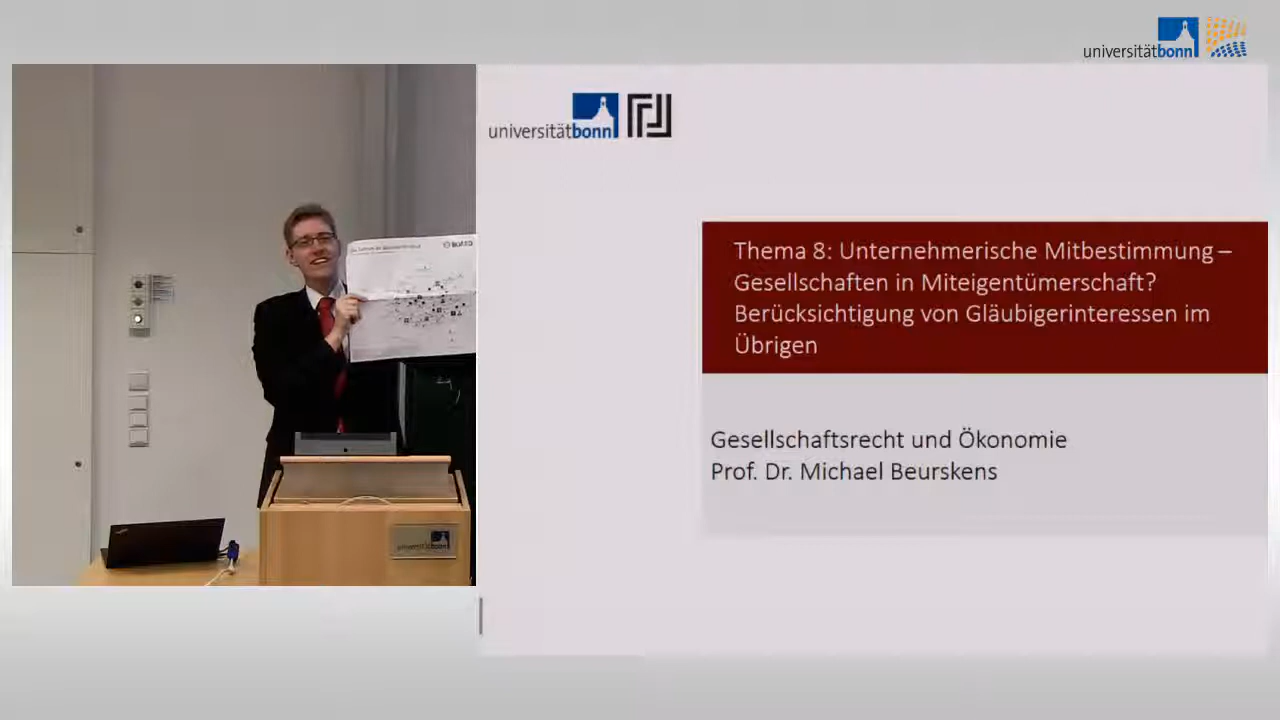 universitätbonn
universitätbonn
Thema 8: Unternehmerische Mitbestimmung –
Gesellschaften in Miteigentümerschaft?
Berücksichtigung von Gläubigerinteressen im
Übrigen
Gesellschaftsrecht und Ökonomie
Prof. Dr. Michael Beurskens
universitätbonn